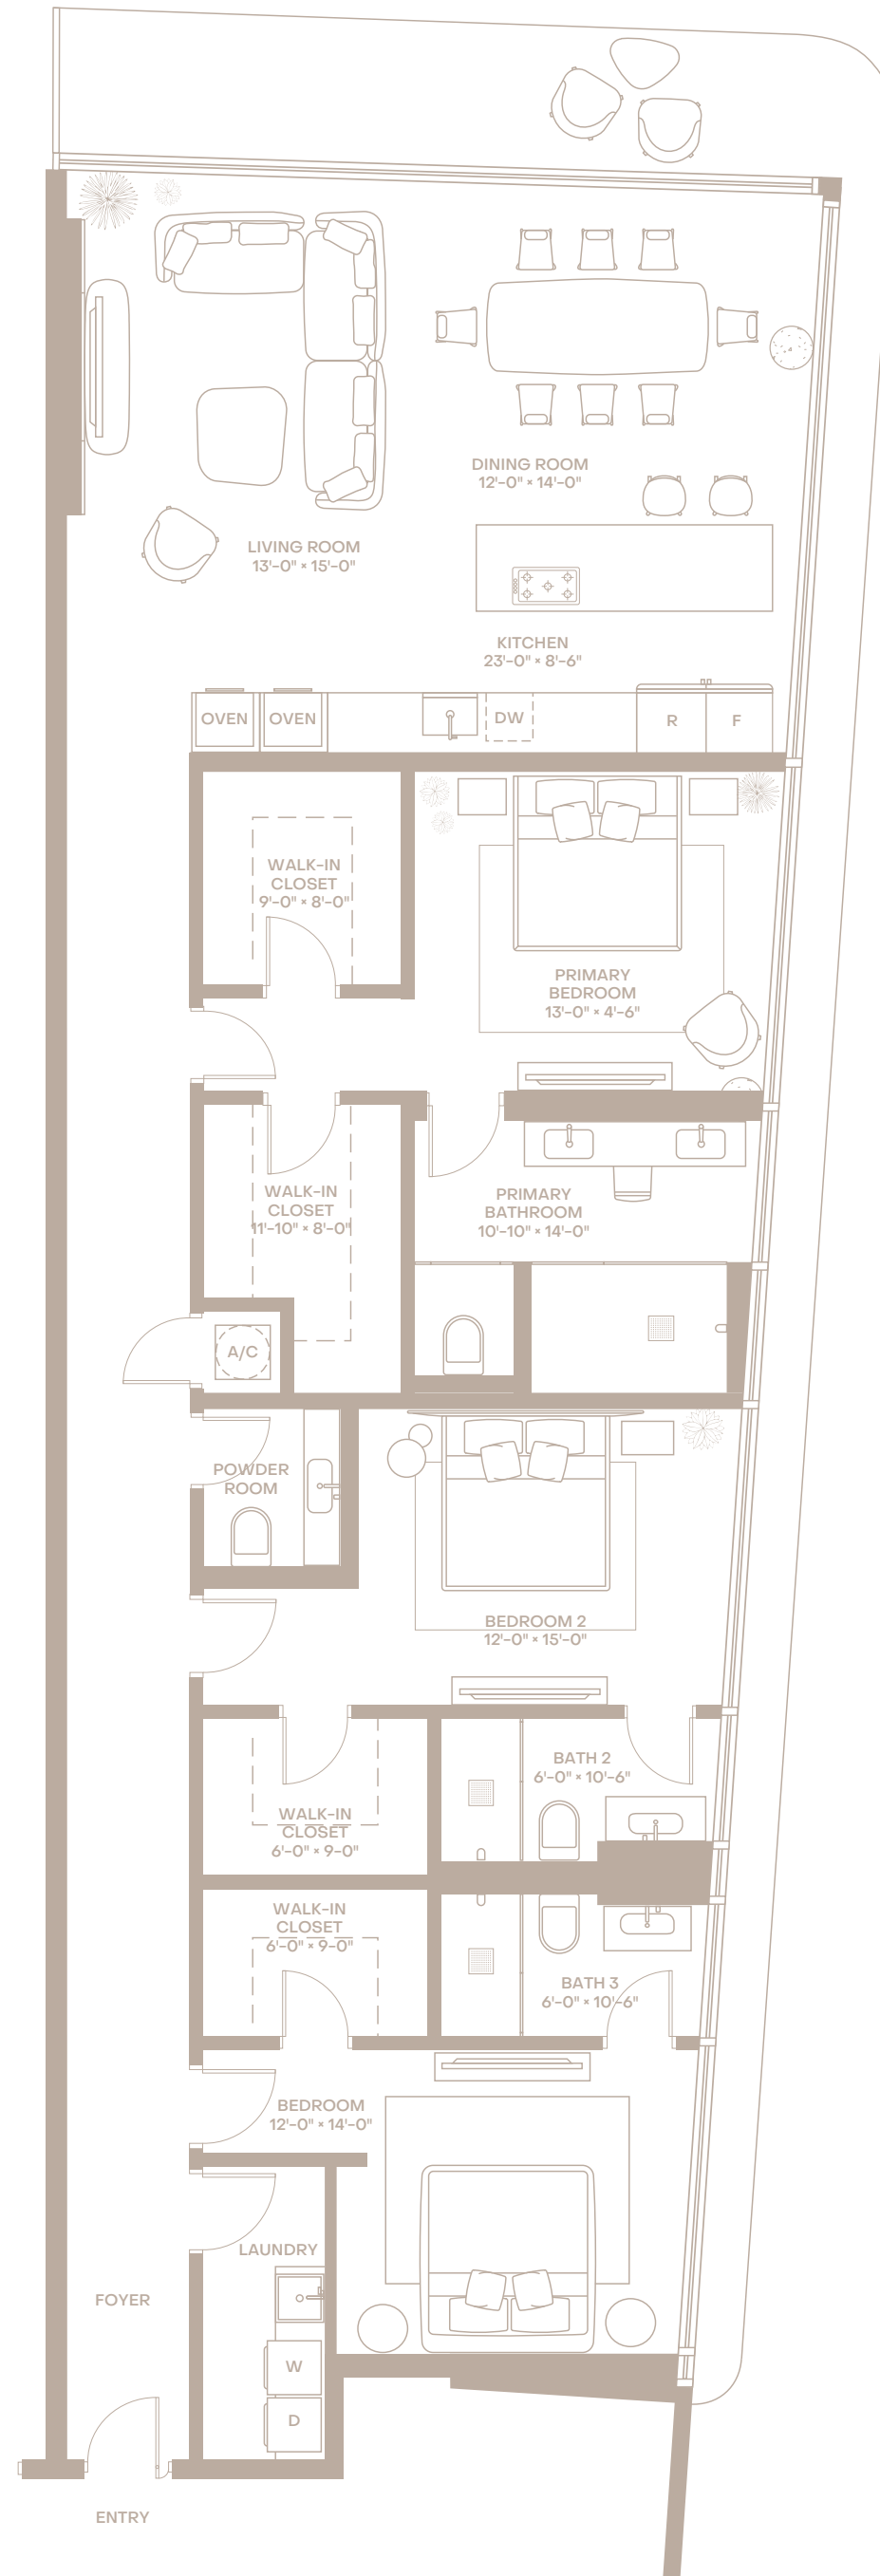 DINING ROOM
12'-0" × 14'-0"
LIVING ROOM
13'-0" × 15'-0"
KITCHEN
23'-0" × 8'-6"
OVEN
OVEN
DW
R
F
WALK-IN
CLOSET
9'-0" × 8'-0"
PRIMARY
BEDROOM
13'-0" × 4'-6"
WALK-IN
CLOSET
11'-10" × 8'-0"
PRIMARY
BATHROOM
10'-10" × 14'-0"
A/C
POWDER
ROOM
BEDROOM 2
12'-0" × 15'-0"
BATH 2
6'-0" × 10'-6"
WALK-IN
CLOSET
6'-0" × 9-0"
WALK-IN
CLOSET
6'-0" × 9-0"
BATH 3
6'-0" × 10'-6"
BEDROOM
12'-0" × 14'-0"
LAUNDRY
FOYER
W
D
ENTRY